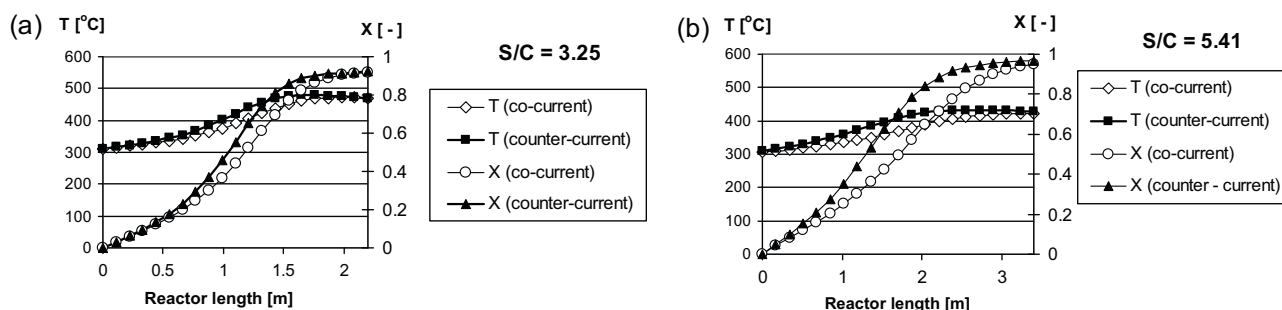 (a)
T [°C]
X [ - ]
S/C = 3.25
600
500
400
300
200
100
0
1
0.8
0.6
0.4
0.2
0
0
0.5
1
1.5
2
Reactor length [m]
T (co-current)
T (counter-current)
X (co-current)
X (counter-current)
(b)
T [°C]
X [ - ]
S/C = 5.41
600
500
400
300
200
100
0
1
0.8
0.6
0.4
0.2
0
0
1
2
3
Reactor length [m]
T (co-current)
T (counter-current)
X (co-current)
X (counter - current)